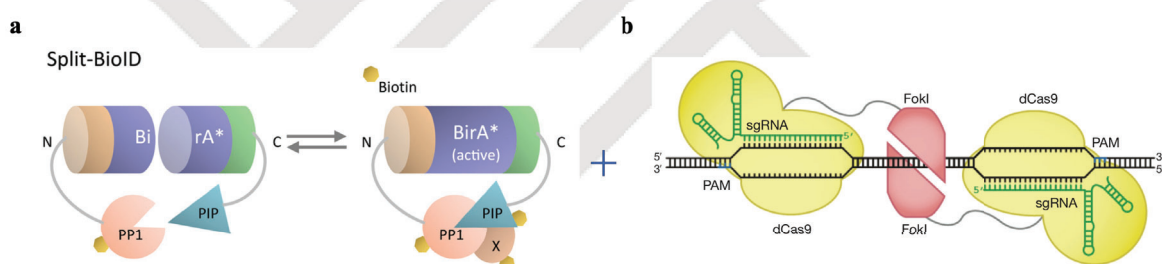 a
Split-BioID
Biotin
N
Bi
rA*
C
N
BirA*
(active)
C
PP1
PIP
PP1
PIP
X
+
b
FokI
dCas9
sgRNA
5'
5'
3'
PAM
PAM
3'
5'
5'
sgRNA
dCas9
FokI